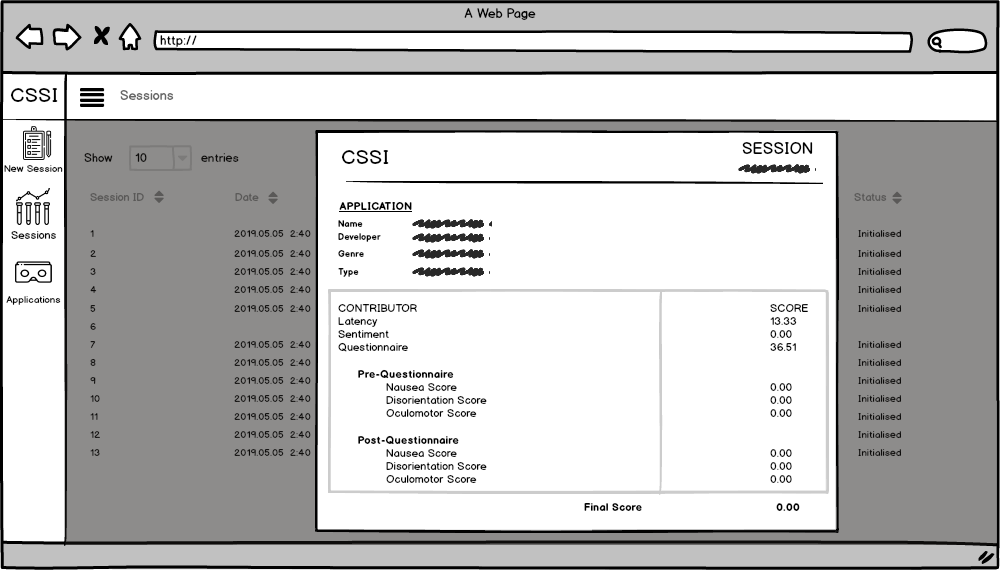 A Web Page
http://
CSSI
Sessions
New Session
Sessions
Applications
Show 10 entries
Session ID Date Status
1 2019.05.05 2:40 Initialised
2 2019.05.05 2:40 Initialised
3 2019.05.05 2:40 Initialised
4 2019.05.05 2:40 Initialised
5 2019.05.05 2:40 Initialised
6
7 2019.05.05 2:40 Initialised
8 2019.05.05 2:40 Initialised
9 2019.05.05 2:40 Initialised
10 2019.05.05 2:40 Initialised
11 2019.05.05 2:40 Initialised
12 2019.05.05 2:40 Initialised
13 2019.05.05 2:40 Initialised
CSSI SESSION
APPLICATION
Name
Developer
Genre
Type
CONTRIBUTOR SCORE
Latency 13.33
Sentiment 0.00
Questionnaire 36.51
Pre-Questionnaire
Nausea Score 0.00
Disorientation Score 0.00
Oculomotor Score 0.00
Post-Questionnaire
Nausea Score 0.00
Disorientation Score 0.00
Oculomotor Score 0.00
Final Score 0.00